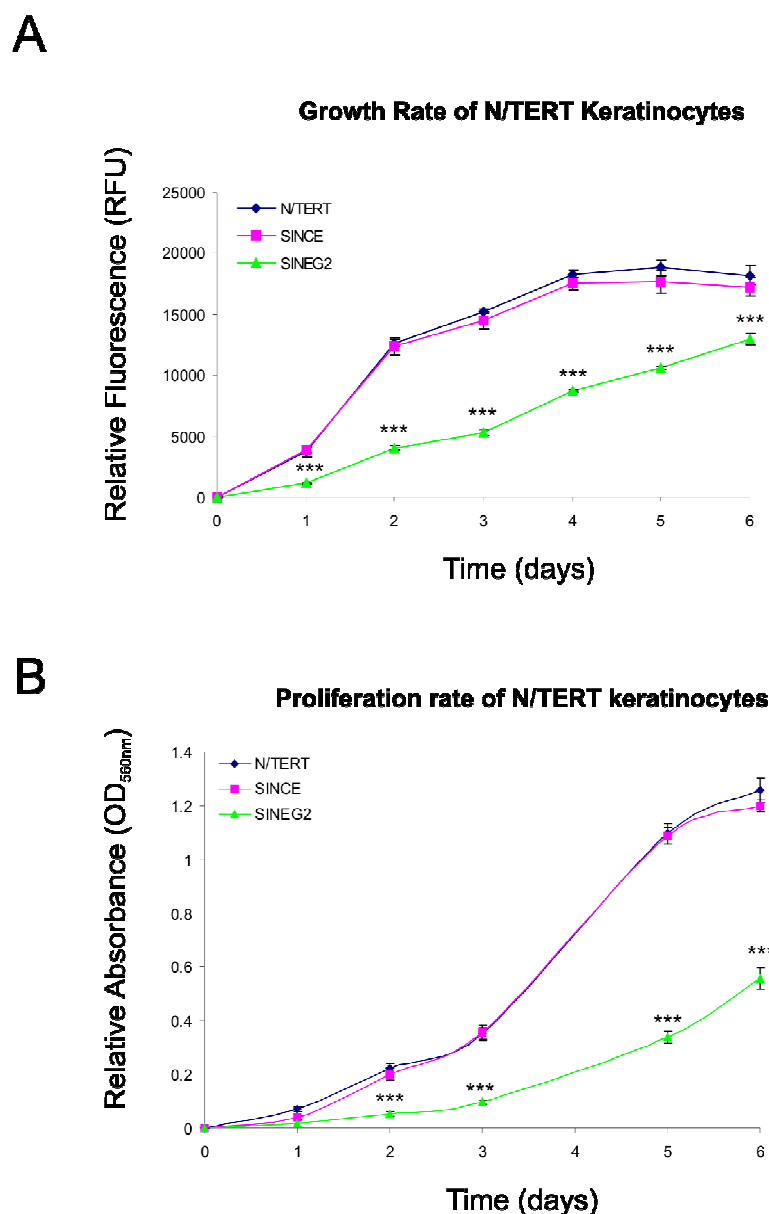 A
Growth Rate of N/TERT Keratinocytes
Relative Fluorescence (RFU)
25000
20000
15000
10000
5000
0
N/TERT
SINCE
SINEG2
***
***
***
***
***
***
0 1 2 3 4 5 6
Time (days)
B
Proliferation rate of N/TERT keratinocytes
Relative Absorbance (OD560nm)
1.4
1.2
1
0.8
0.6
0.4
0.2
0
N/TERT
SINCE
SINEG2
***
***
***
***
0 1 2 3 4 5 6
Time (days)